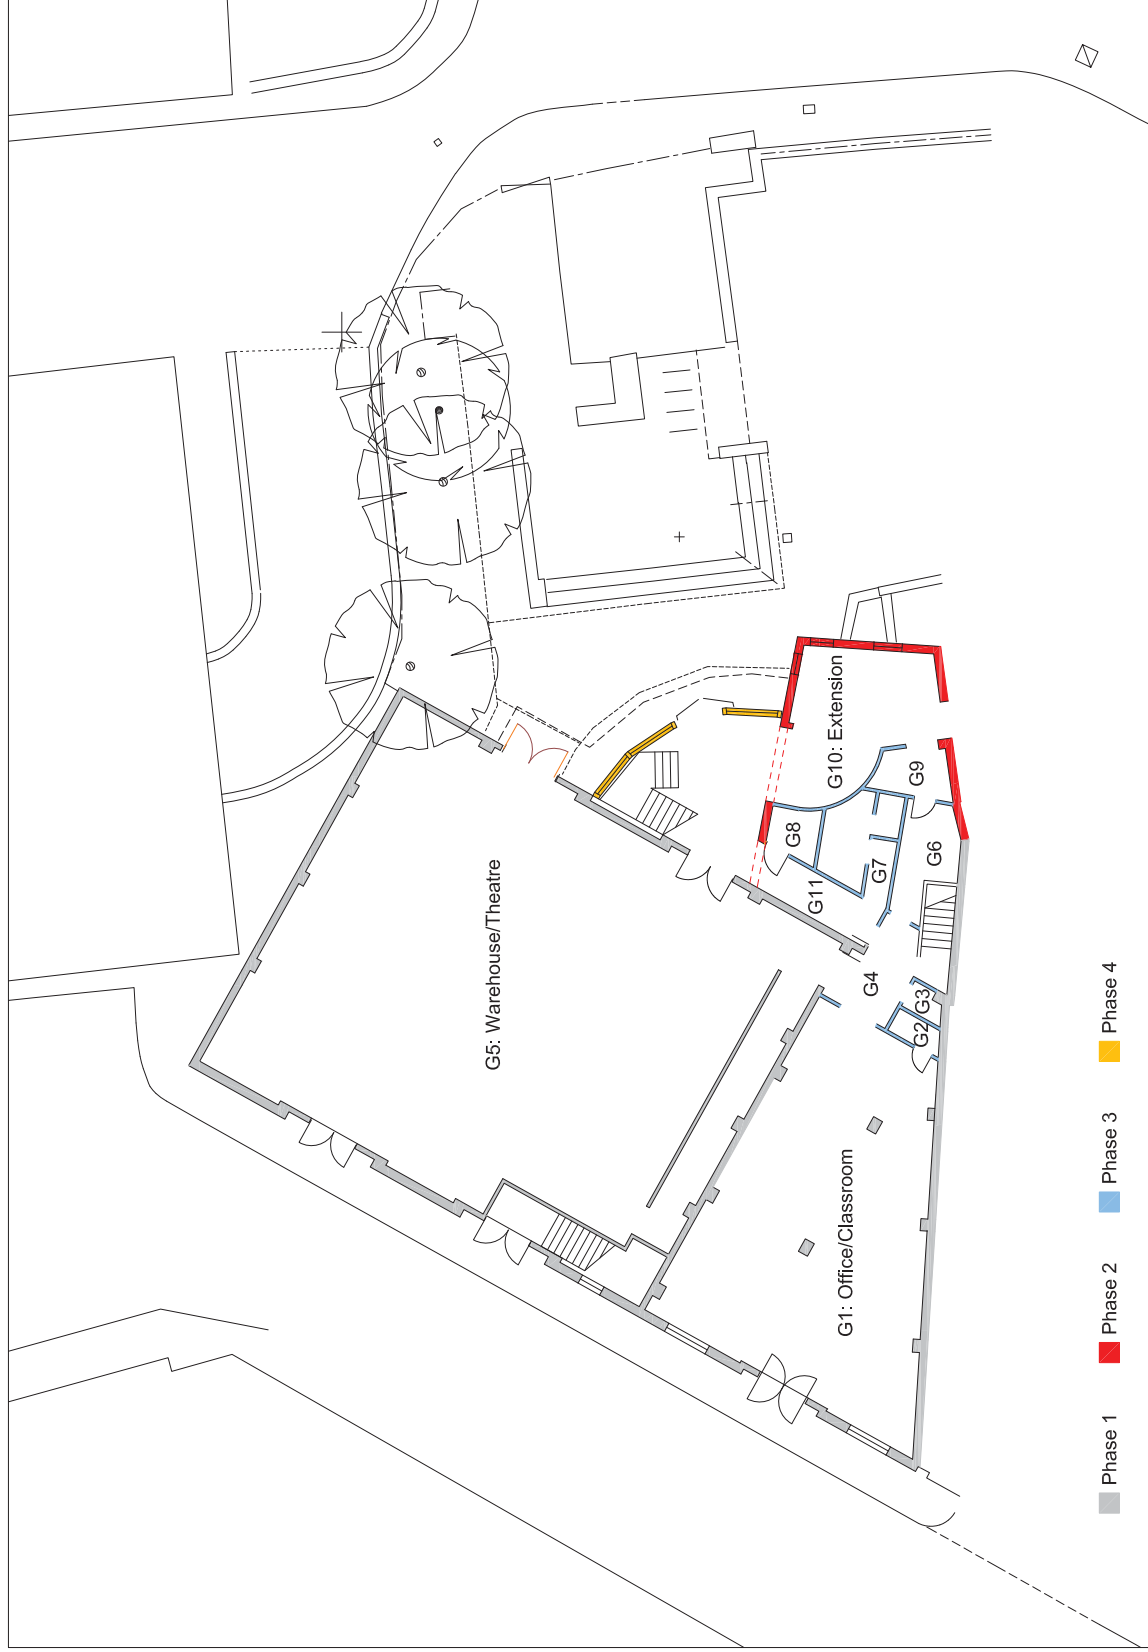 G5: Warehouse/Theatre
G10: Extension
G8
G9
G11
G7
G6
G4
G3
G2
G1: Office/Classroom
Phase 1
Phase 2
Phase 3
Phase 4